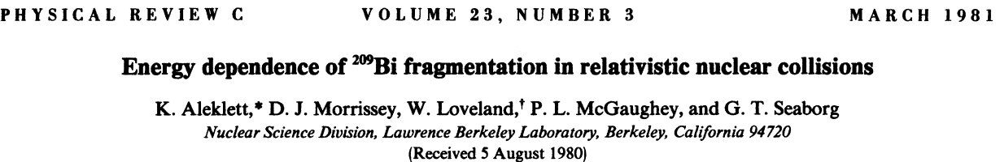 PHYSICAL REVIEW C VOLUME 23, NUMBER 3 MARCH 1981
Energy dependence of ²⁰⁹Bi fragmentation in relativistic nuclear collisions
K. Aleklett,* D. J. Morrissey, W. Loveland,† P. L. McGaughey, and G. T. Seaborg
Nuclear Science Division, Lawrence Berkeley Laboratory, Berkeley, California 94720
(Received 5 August 1980)